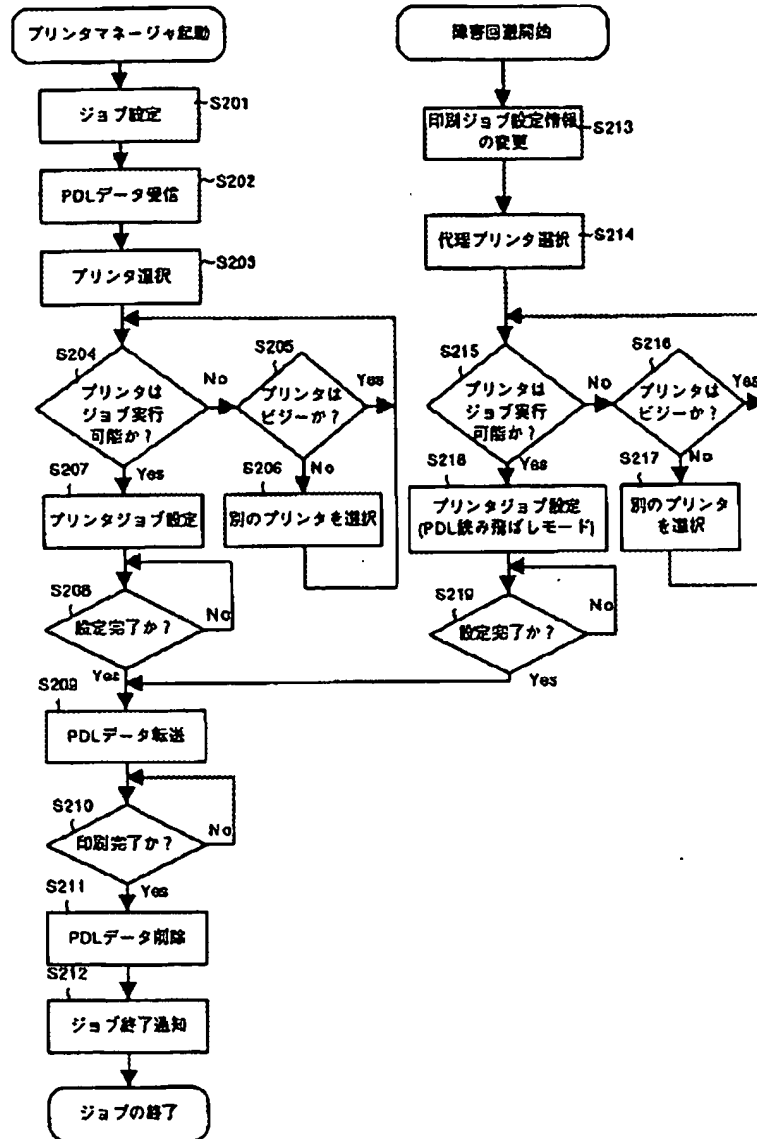 プリンタマネージャ起動
ジョブ設定
S201
PDLデータ受信
S202
プリンタ選択
S203
S204
プリンタは
ジョブ実行
可能か？
No
Yes
S205
プリンタは
ビジーか？
Yes
No
S206
別のプリンタを選択
S207
プリンタジョブ設定
S208
設定完了か？
No
Yes
S209
PDLデータ転送
S210
印刷完了か？
No
Yes
S211
PDLデータ削除
S212
ジョブ終了通知
ジョブの終了
障害回避開始
印刷ジョブ設定情報
の変更
S213
代理プリンタ選択
S214
S215
プリンタは
ジョブ実行
可能か？
No
Yes
S216
プリンタは
ビジーか？
Yes
No
S217
別のプリンタ
を選択
S218
プリンタジョブ設定
(PDL読み飛ばしモード)
S219
設定完了か？
No
Yes